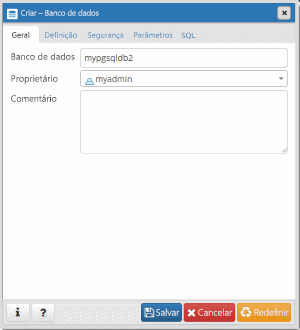 Criar – Banco de dados
Geral Definição Segurança Parâmetros SQL
Banco de dados mypgsqldb2
Proprietário myadmin
Comentário
i ? Salvar Cancelar Redefinir